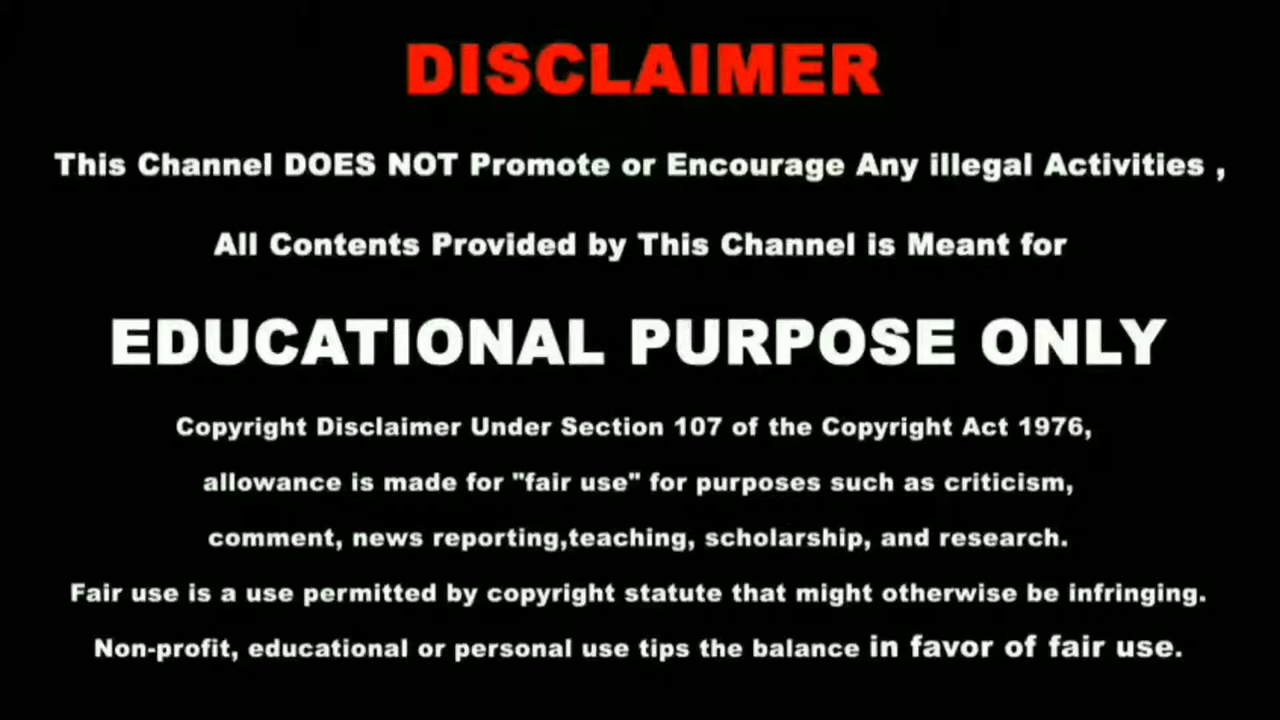 DISCLAIMER
This Channel DOES NOT Promote or Encourage Any illegal Activities ,
All Contents Provided by This Channel is Meant for
EDUCATIONAL PURPOSE ONLY
Copyright Disclaimer Under Section 107 of the Copyright Act 1976,
allowance is made for "fair use" for purposes such as criticism,
comment, news reporting,teaching, scholarship, and research.
Fair use is a use permitted by copyright statute that might otherwise be infringing.
Non-profit, educational or personal use tips the balance in favor of fair use.